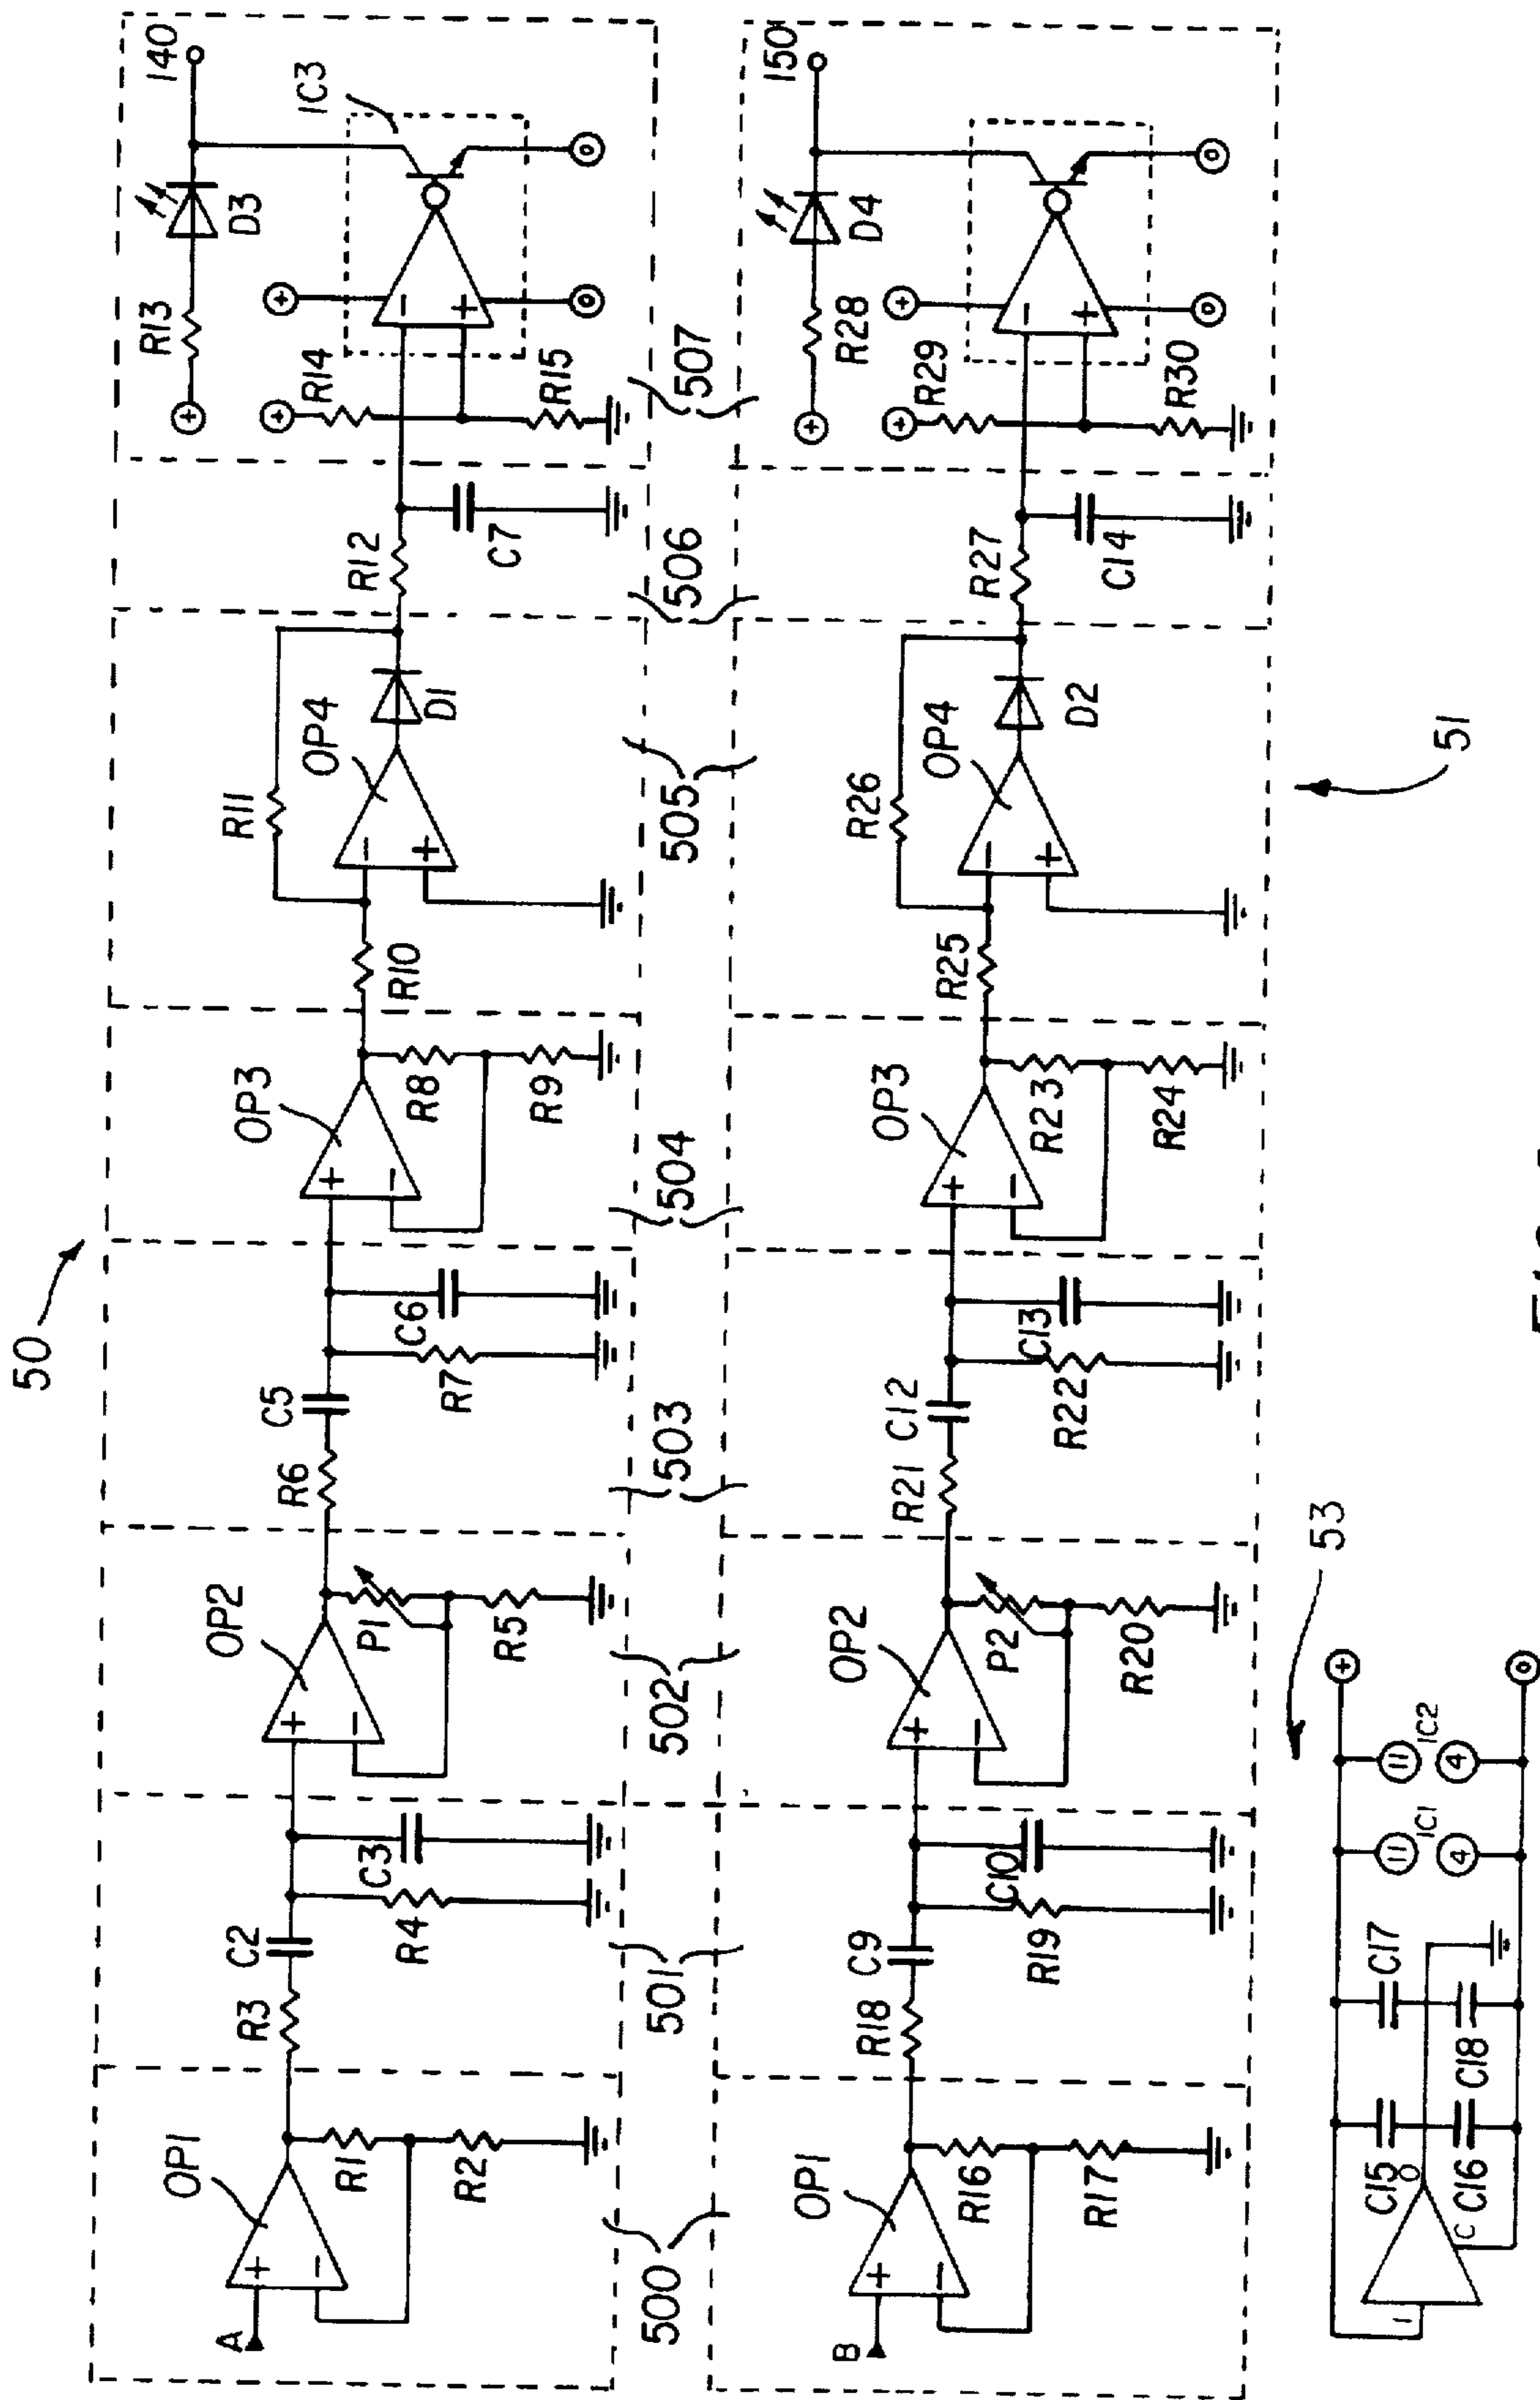 50
140
IC3
R13
D3
R14
R15
R12
C7
R11
OP4
D1
R10
OP3
R8
R9
C5
C6
R6
R7
OP2
P1
R5
C2
C3
R3
R4
OP1
R1
R2
A
+
−
500
501
502
503
504
505
506
507
150
R28
D4
R29
R30
R27
C14
R26
OP4
D2
R25
OP3
R23
R24
C12
C13
R21
R22
OP2
P2
R20
C9
C10
R18
R19
OP1
R16
R17
B
51
53
C15
C16
C17
C18
I
O
C
11
IC1
4
11
IC2
4
+
0